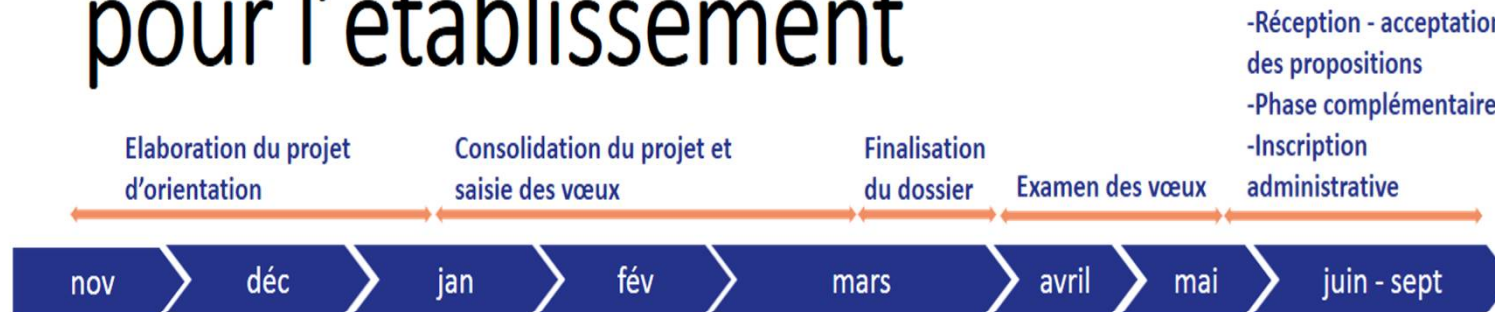 pour l'établissement
-Réception - acceptation
des propositions
-Phase complémentaire
-Inscription
administrative
Elaboration du projet
d'orientation
Consolidation du projet et
saisie des vœux
Finalisation
du dossier
Examen des vœux
nov déc jan fév mars avril mai juin - sept